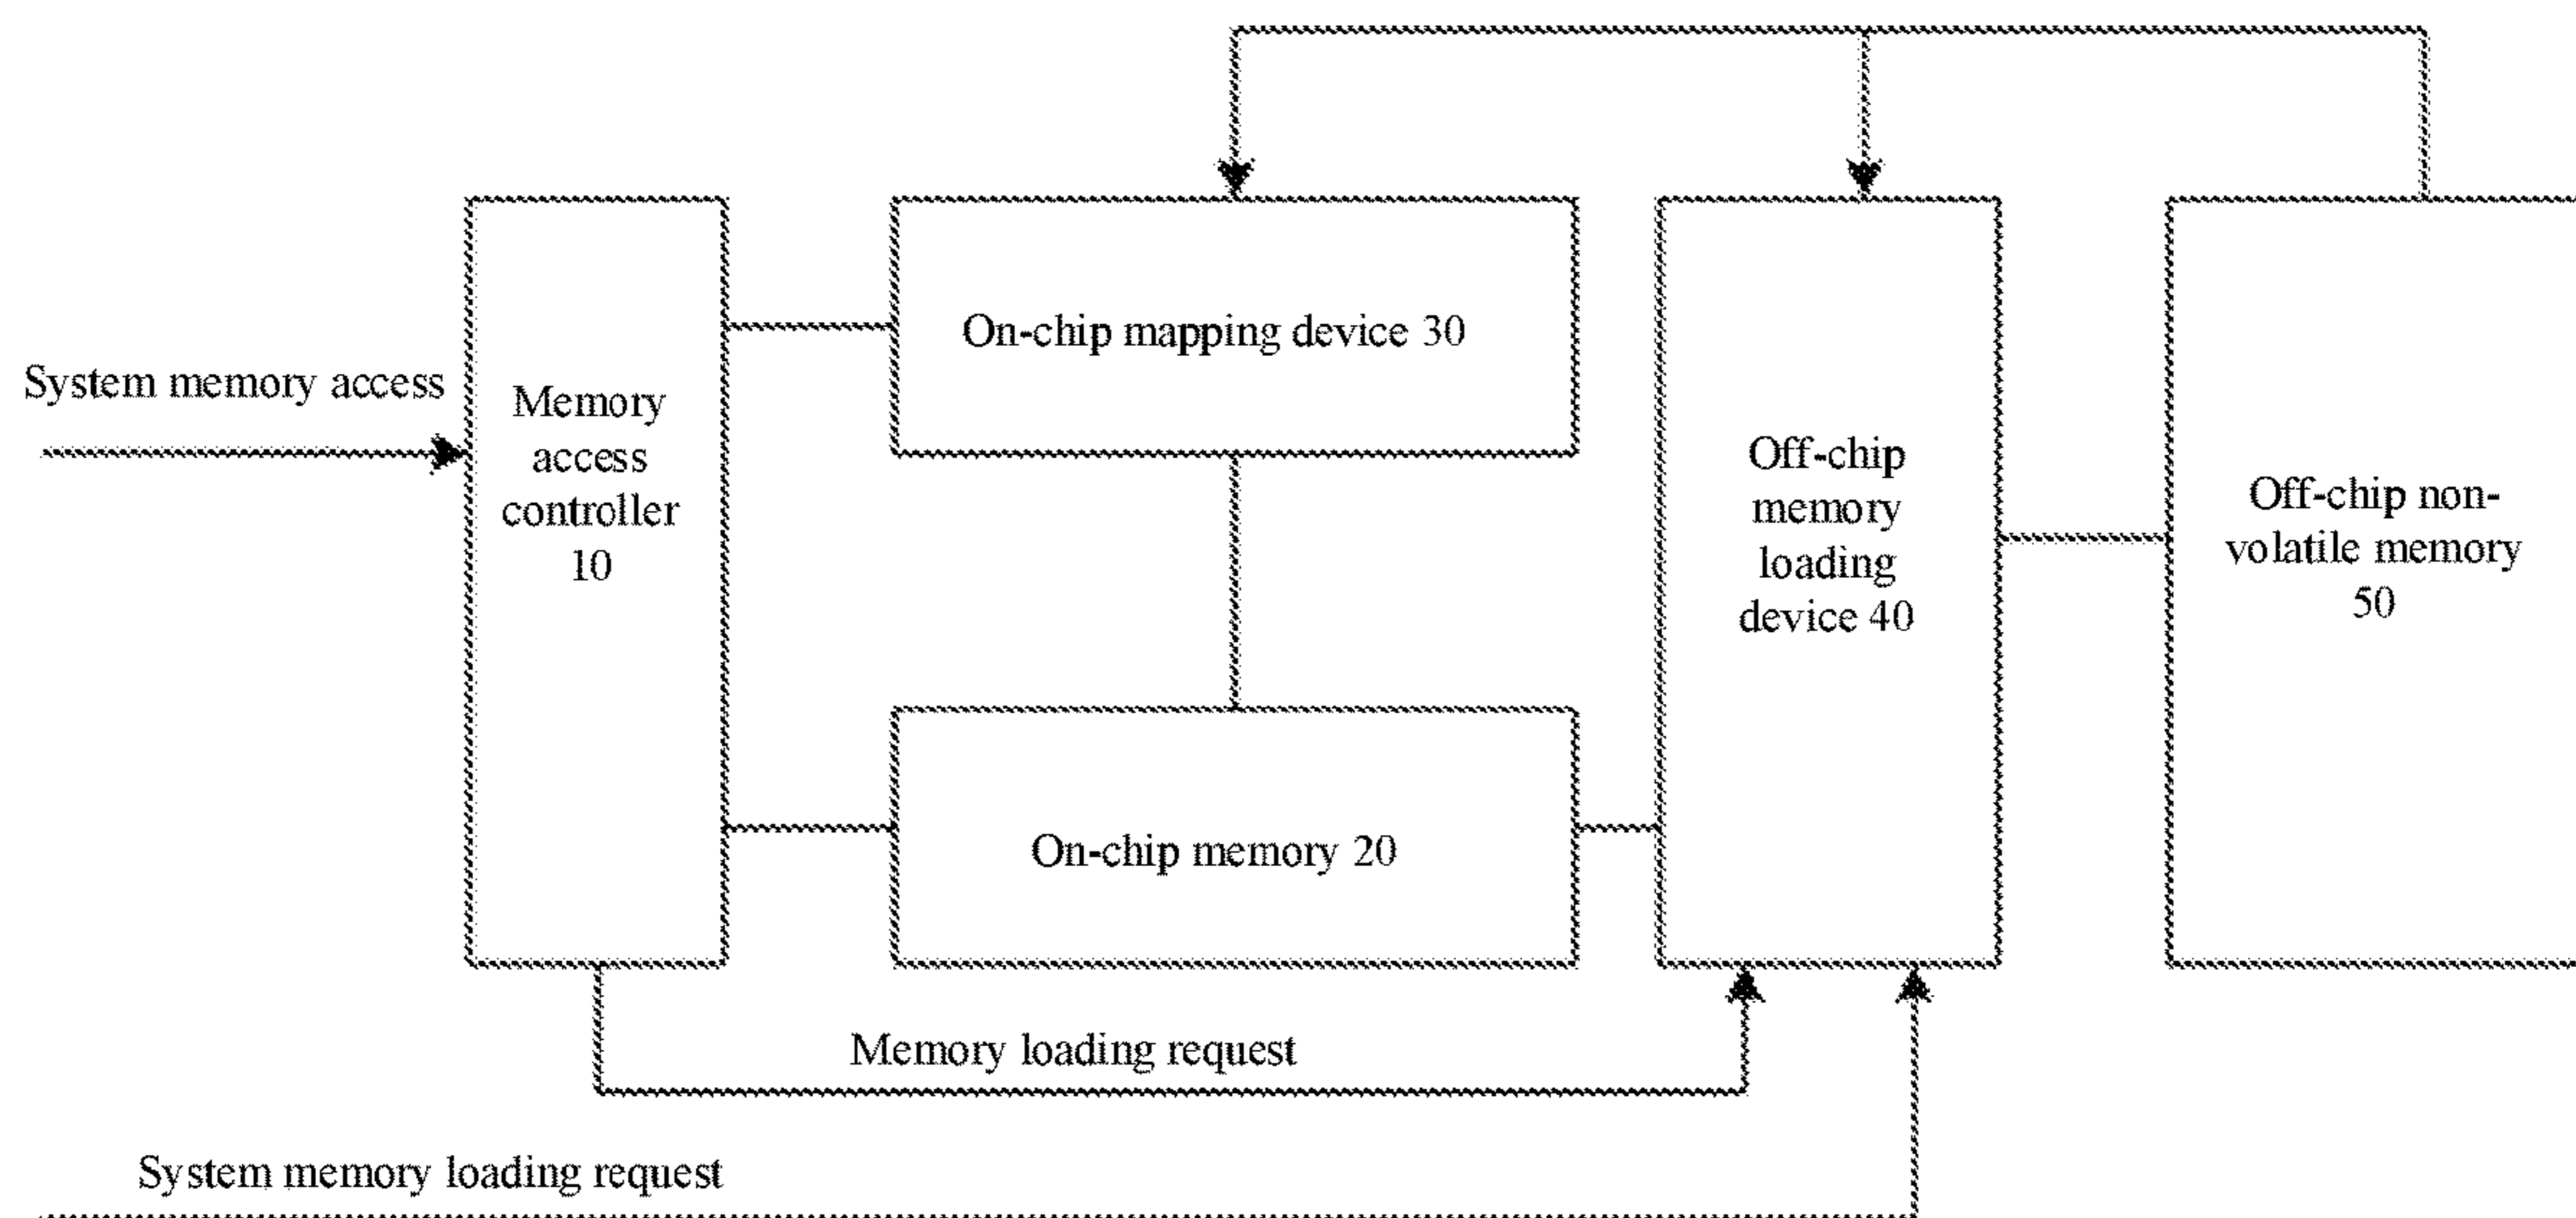 System memory access
Memory
access
controller
10
On-chip mapping device 30
On-chip memory 20
Off-chip
memory
loading
device 40
Off-chip non-
volatile memory
50
Memory loading request
System memory loading request